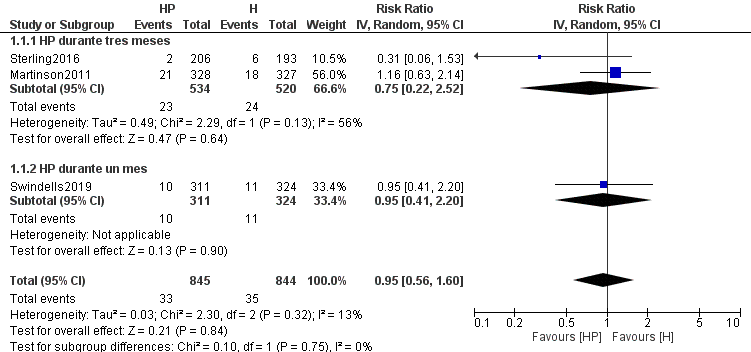 HP H Risk Ratio Risk Ratio
Study or Subgroup Events Total Events Total Weight IV, Random, 95% CI IV, Random, 95% CI
1.1.1 HP durante tres meses
Sterling2016 2 206 6 193 10.5% 0.31 [0.06, 1.53]
Martinson2011 21 328 18 327 56.0% 1.16 [0.63, 2.14]
Subtotal (95% CI) 534 520 66.6% 0.75 [0.22, 2.52]
Total events 23 24
Heterogeneity: Tau² = 0.49; Chi² = 2.29, df = 1 (P = 0.13); I² = 56%
Test for overall effect: Z = 0.47 (P = 0.64)
1.1.2 HP durante un mes
Swindells2019 10 311 11 324 33.4% 0.95 [0.41, 2.20]
Subtotal (95% CI) 311 324 33.4% 0.95 [0.41, 2.20]
Total events 10 11
Heterogeneity: Not applicable
Test for overall effect: Z = 0.13 (P = 0.90)
Total (95% CI) 845 844 100.0% 0.95 [0.56, 1.60]
Total events 33 35
Heterogeneity: Tau² = 0.03; Chi² = 2.30, df = 2 (P = 0.32); I² = 13%
Test for overall effect: Z = 0.21 (P = 0.84)
Test for subgroup differences: Chi² = 0.10, df = 1 (P = 0.75), I² = 0%
0.1 0.2 0.5 1 2 5 10
Favours [HP] Favours [H]